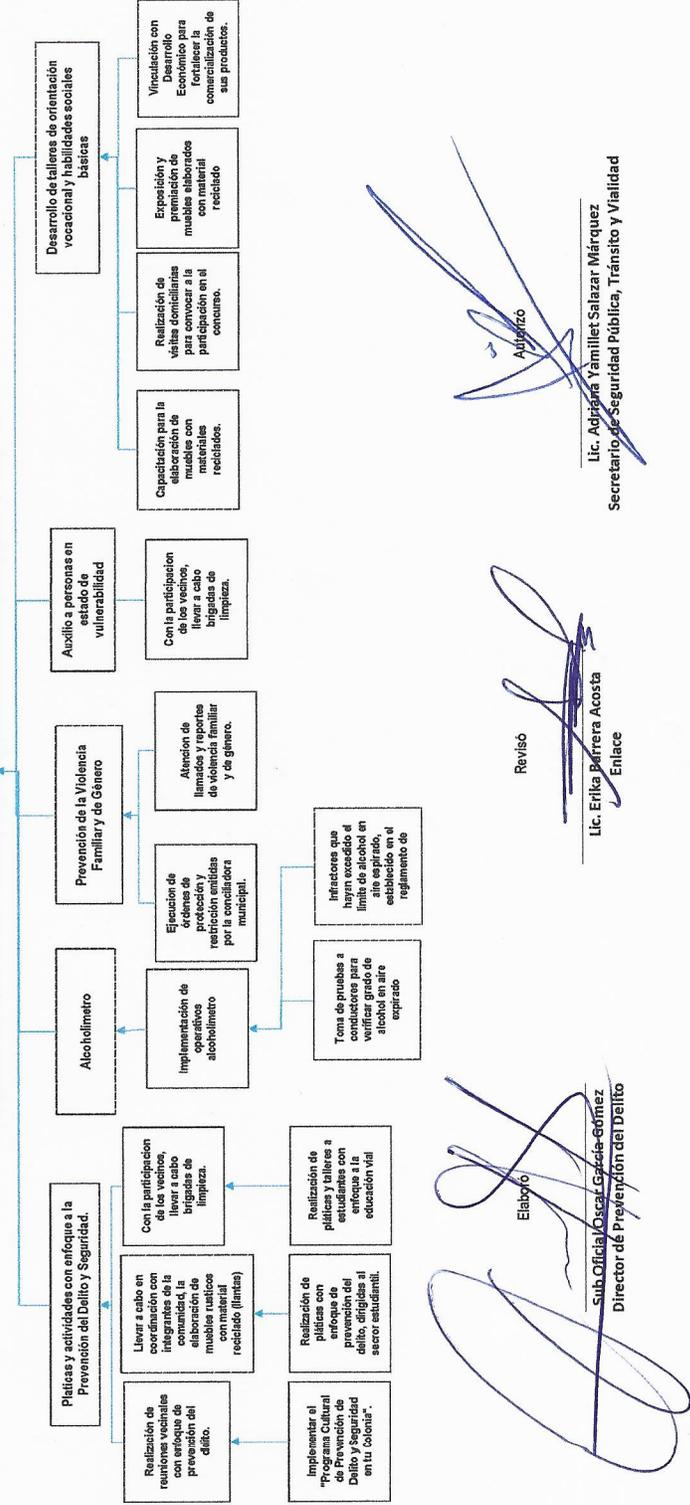 Platicas y actividades con enfoque a la
Prevención del Delito y Seguridad.
Alcoholimetro
Prevención de la Violencia
Familiar y de Género
Auxilio a personas en
estado de
vulnerabilidad
Desarrollo de talleres de orientación
vocacional y habilidades sociales
básicas
Realización de
reuniones vecinales
con enfoque de
prevención del
delito.
Llevar a cabo en
coordinación con
integrantes de la
comunidad, la
elaboración de
muebles rusticos
con material
reciclado (llantas)
Con la participacion
de los vecinos,
llevar a cabo
brigadas de
limpieza.
Implementación de
operativos
alcoholimetro
Ejecucion de
órdenes de
protección y
restricción emitidas
por la conciliadora
municipal.
Atencion de
llamados y reportes
de violencia familiar
y de género.
Con la participacion
de los vecinos,
llevar a cabo
brigadas de
limpieza.
Capacitación para la
elaboración de
muebles con
materiales
reciclados.
Realización de
visitas domiciliarias
para convocar a la
participación en el
concurso.
Exposición y
premiación de
muebles elaborados
con material
reciclado
Vinculación con
Desarrollo
Económico para
fortalecer la
comercialización de
sus productos.
Implementar el
"Programa Cultural
de Prevención de
Delito y Seguridad
en tu Colonia".
Realización de
pláticas con
enfoque de
prevención del
delito, dirigidas al
secror estudiantil.
Realización de
pláticas y talleres a
estudiantes con
enfoque a la
educación vial
Toma de pruebas a
conductores para
verificar grado de
alcohol en aire
expirado
Infractores que
hayan excedido el
límite de alcohol en
aire espirado,
establecido en el
reglamento de
Elaboró
Sub Oficial Oscar García Gómez
Director de Prevención del Delito
Revisó
Lic. Erika Barrera Acosta
Enlace
Autorizó
Lic. Adriana Yamillet Salazar Márquez
Secretario de Seguridad Pública, Tránsito y Vialidad